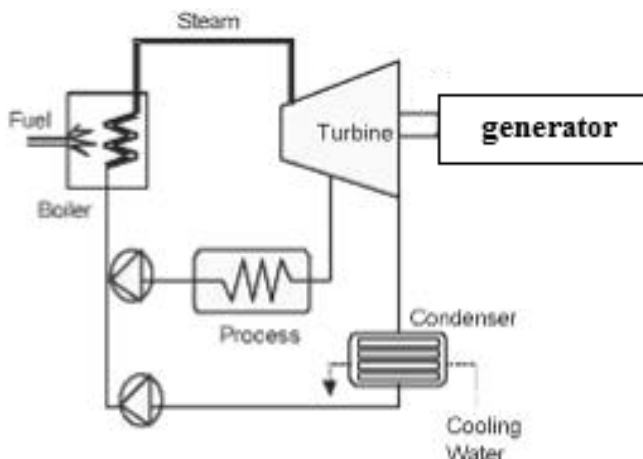 Steam
Fuel
Turbine
generator
Boiler
Process
Condenser
Cooling
Water